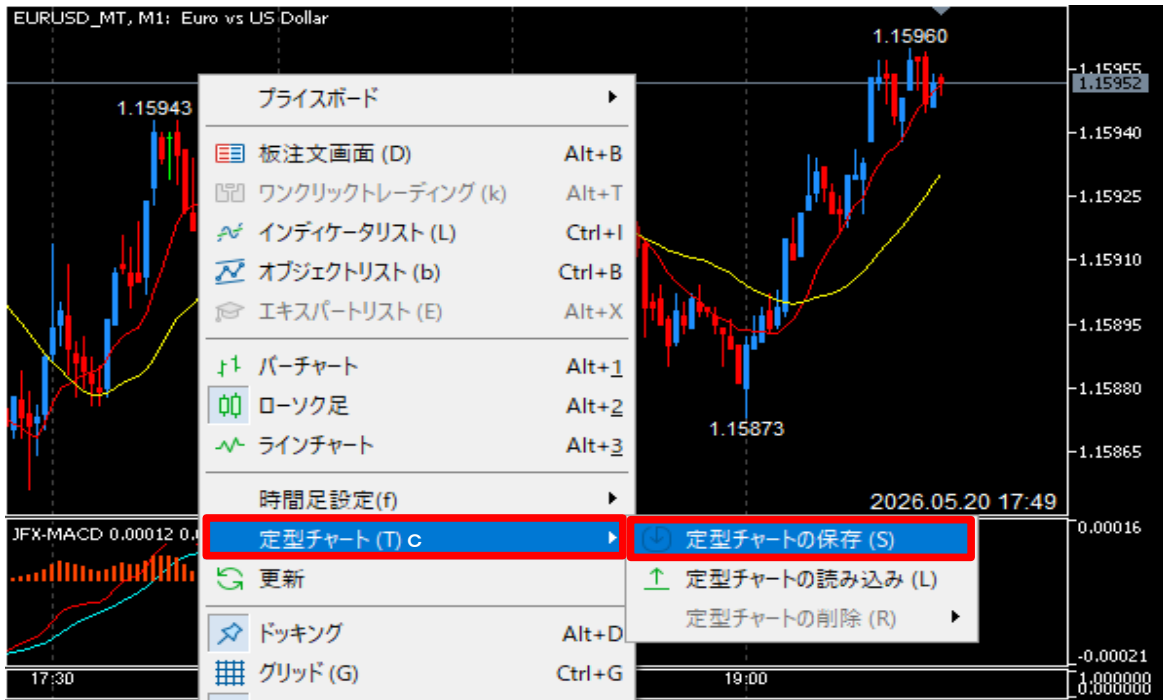 EURUSD_MT, M1: Euro vs US Dollar
1.15960
1.15955
1.15952
1.15943
1.15940
1.15925
1.15910
1.15895
1.15880
1.15873
1.15865
2026.05.20 17:49
プライスボード
板注文画面 (D) Alt+B
ワンクリックトレーディング (k) Alt+T
インディケータリスト (L) Ctrl+I
オブジェクトリスト (b) Ctrl+B
エキスパートリスト (E) Alt+X
バーチャート Alt+1
ローソク足 Alt+2
ラインチャート Alt+3
時間足設定(f)
定型チャート (T) c
更新
ドッキング Alt+D
グリッド (G) Ctrl+G
定型チャートの保存 (S)
定型チャートの読み込み (L)
定型チャートの削除 (R)
JFX-MACD 0.00012
0.00016
-0.00021
17:30
19:00
1.000000
0.000000